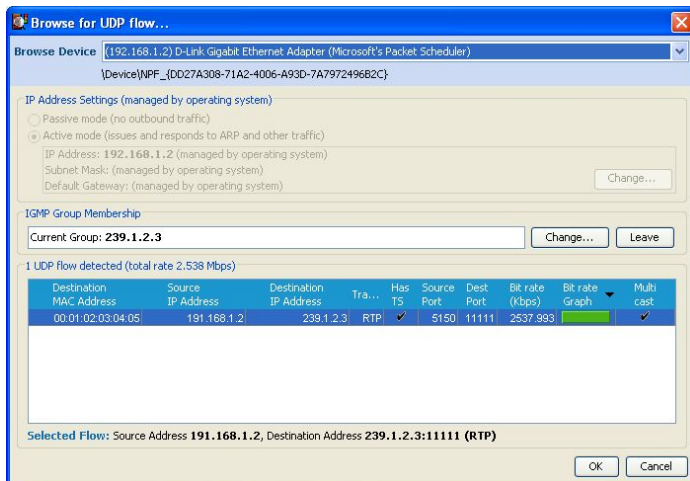 Browse for UDP flow...
Browse Device (192.168.1.2) D-Link Gigabit Ethernet Adapter (Microsoft's Packet Scheduler)
\Device\NPF_{DD27A308-71A2-4006-A93D-7A7972496B2C}
IP Address Settings (managed by operating system)
Passive mode (no outbound traffic)
Active mode (issues and responds to ARP and other traffic)
IP Address: 192.168.1.2 (managed by operating system)
Subnet Mask: (managed by operating system)
Default Gateway: (managed by operating system)
Change...
IGMP Group Membership
Current Group: 239.1.2.3 Change... Leave
1 UDP flow detected (total rate 2.538 Mbps)
Destination MAC Address Source IP Address Destination IP Address Tra... Has TS Source Port Dest Port Bit rate (Kbps) Bit rate Graph Multi cast
00:01:02:03:04:05 191.168.1.2 239.1.2.3 RTP ✔ 5150 11111 2537.993 ✔
Selected Flow: Source Address 191.168.1.2, Destination Address 239.1.2.3:11111 (RTP)
OK Cancel